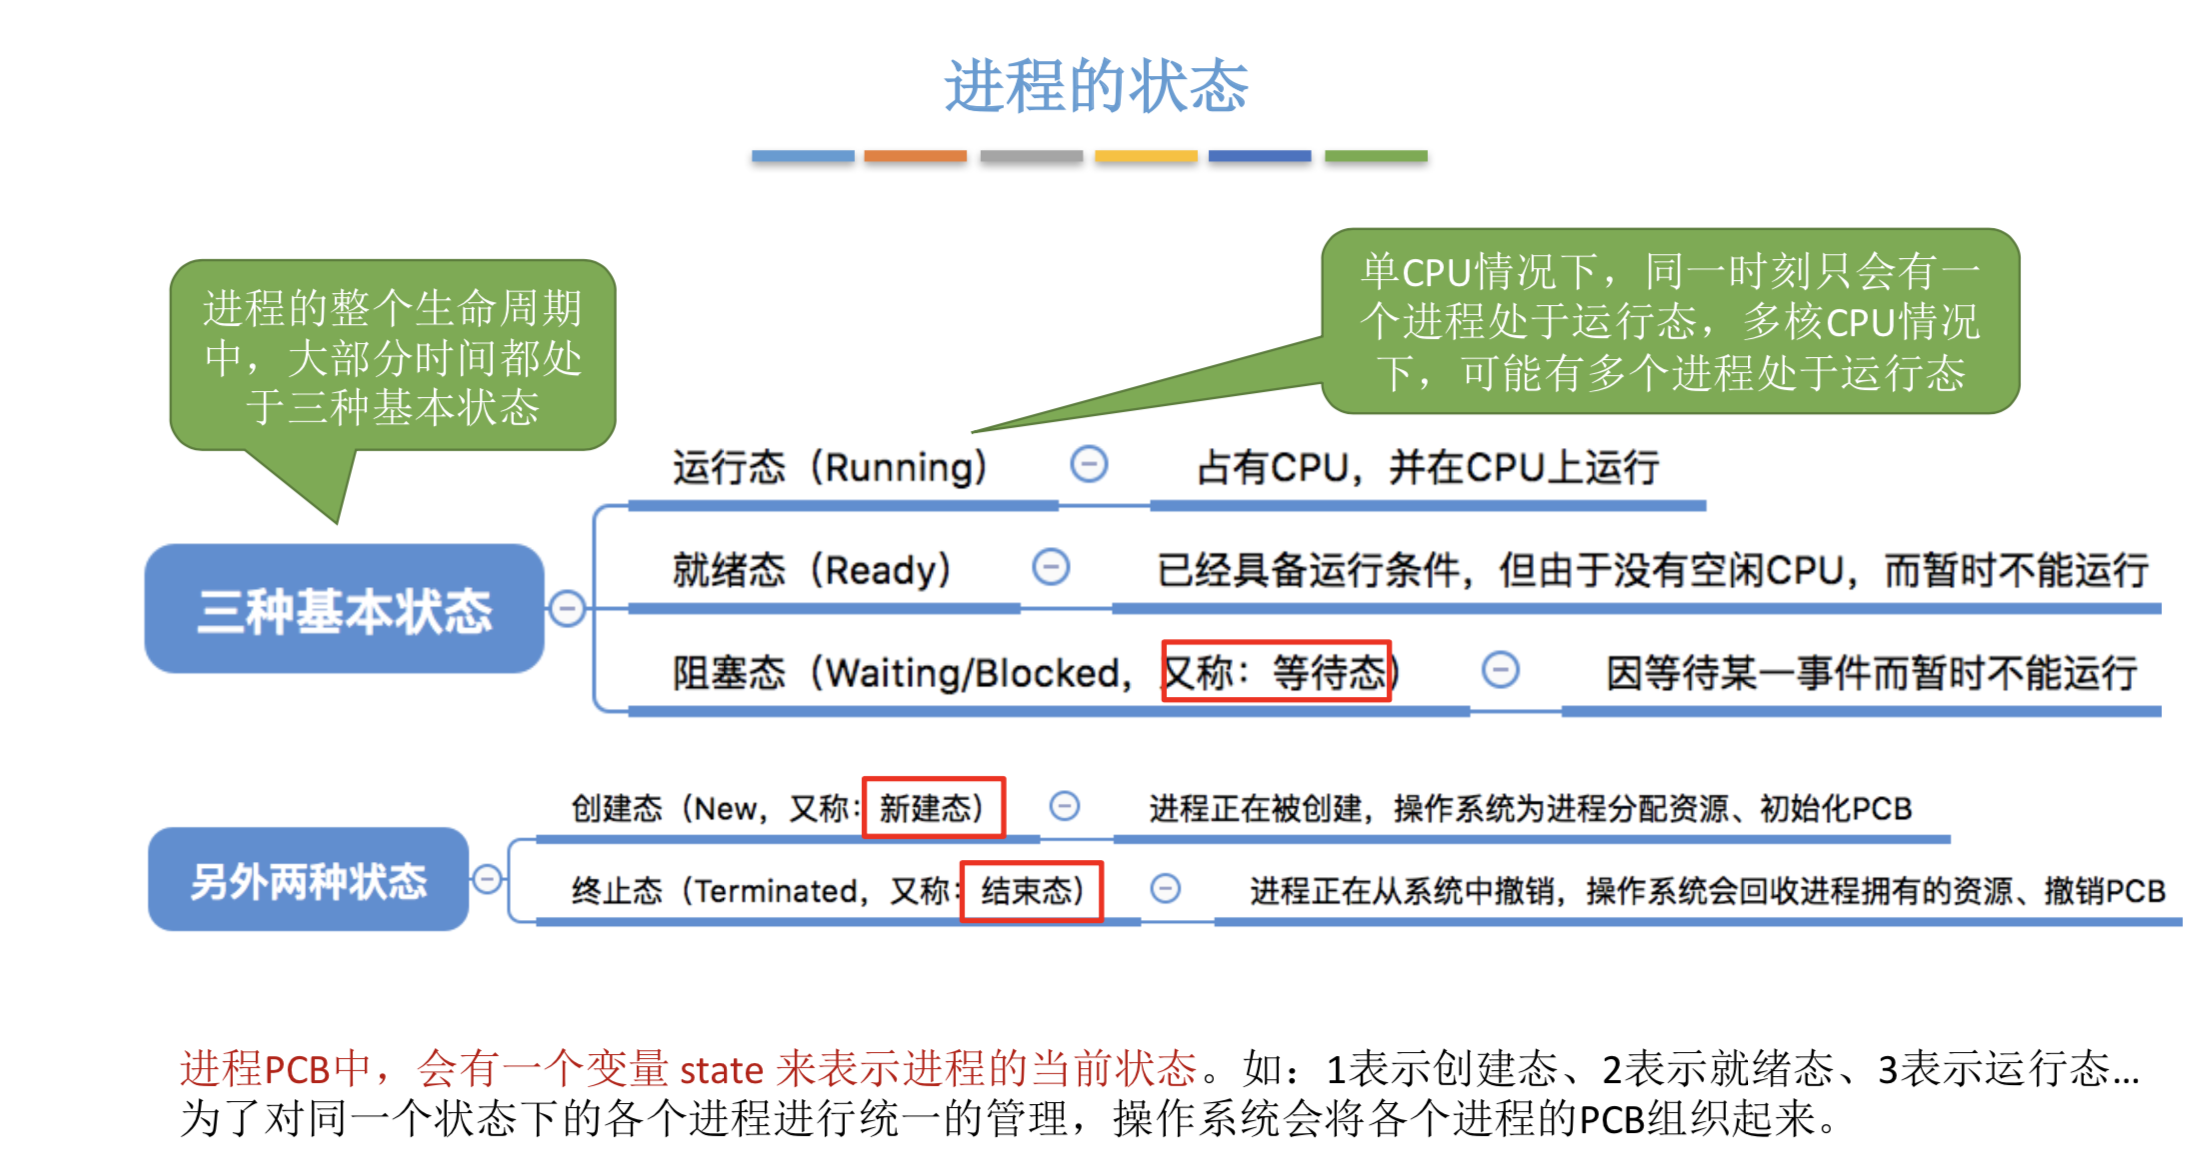 进程的状态
进程的整个生命周期
中，大部分时间都处
于三种基本状态
单CPU情况下，同一时刻只会有一
个进程处于运行态，多核CPU情况
下，可能有多个进程处于运行态
三种基本状态
运行态（Running） 占有CPU，并在CPU上运行
就绪态（Ready） 已经具备运行条件，但由于没有空闲CPU，而暂时不能运行
阻塞态（Waiting/Blocked，又称：等待态） 因等待某一事件而暂时不能运行
另外两种状态
创建态（New，又称：新建态） 进程正在被创建，操作系统为进程分配资源、初始化PCB
终止态（Terminated，又称：结束态） 进程正在从系统中撤销，操作系统会回收进程拥有的资源、撤销PCB
进程PCB中，会有一个变量 state 来表示进程的当前状态。如：1表示创建态、2表示就绪态、3表示运行态…
为了对同一个状态下的各个进程进行统一的管理，操作系统会将各个进程的PCB组织起来。